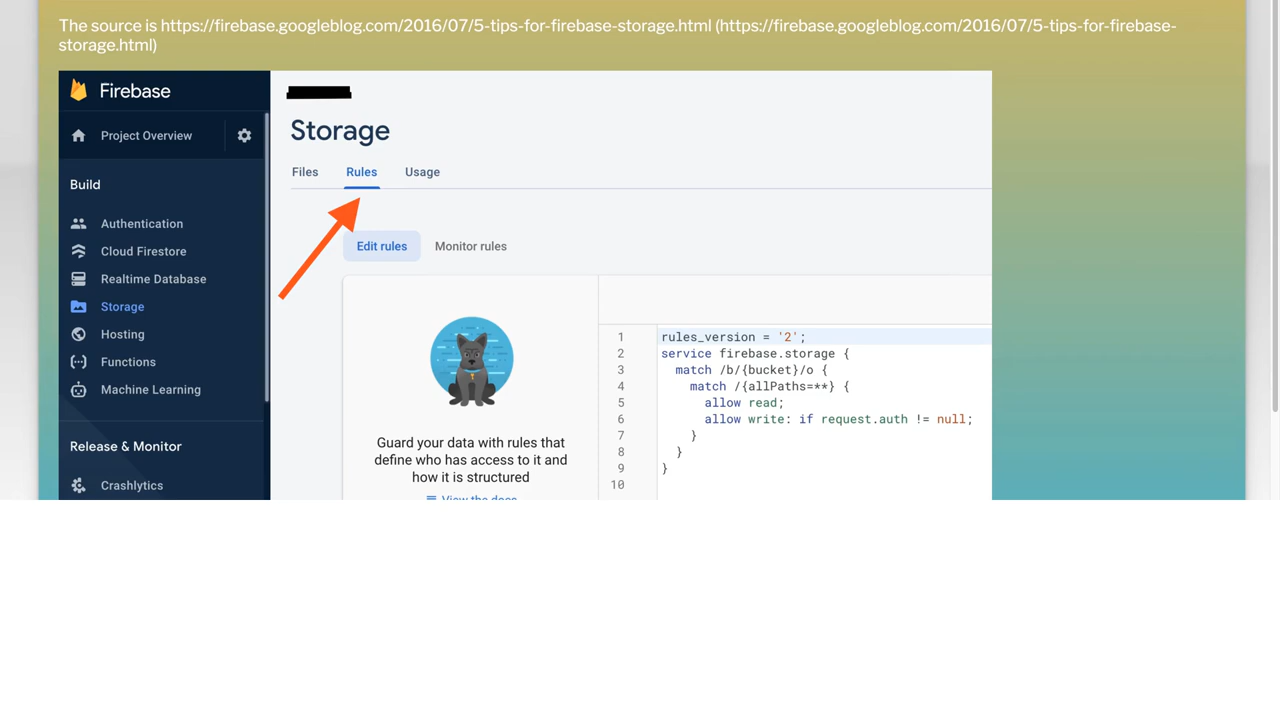 The source is https://firebase.googleblog.com/2016/07/5-tips-for-firebase-storage.html (https://firebase.googleblog.com/2016/07/5-tips-for-firebase-
storage.html)
Firebase
Project Overview
Build
Authentication
Cloud Firestore
Realtime Database
Storage
Hosting
Functions
Machine Learning
Release & Monitor
Crashlytics
Storage
Files Rules Usage
Edit rules Monitor rules
Guard your data with rules that
define who has access to it and
how it is structured
View the docs
1 rules_version = '2';
2 service firebase.storage {
3 match /b/{bucket}/o {
4 match /{allPaths=**} {
5 allow read;
6 allow write: if request.auth != null;
7 }
8 }
9 }
10